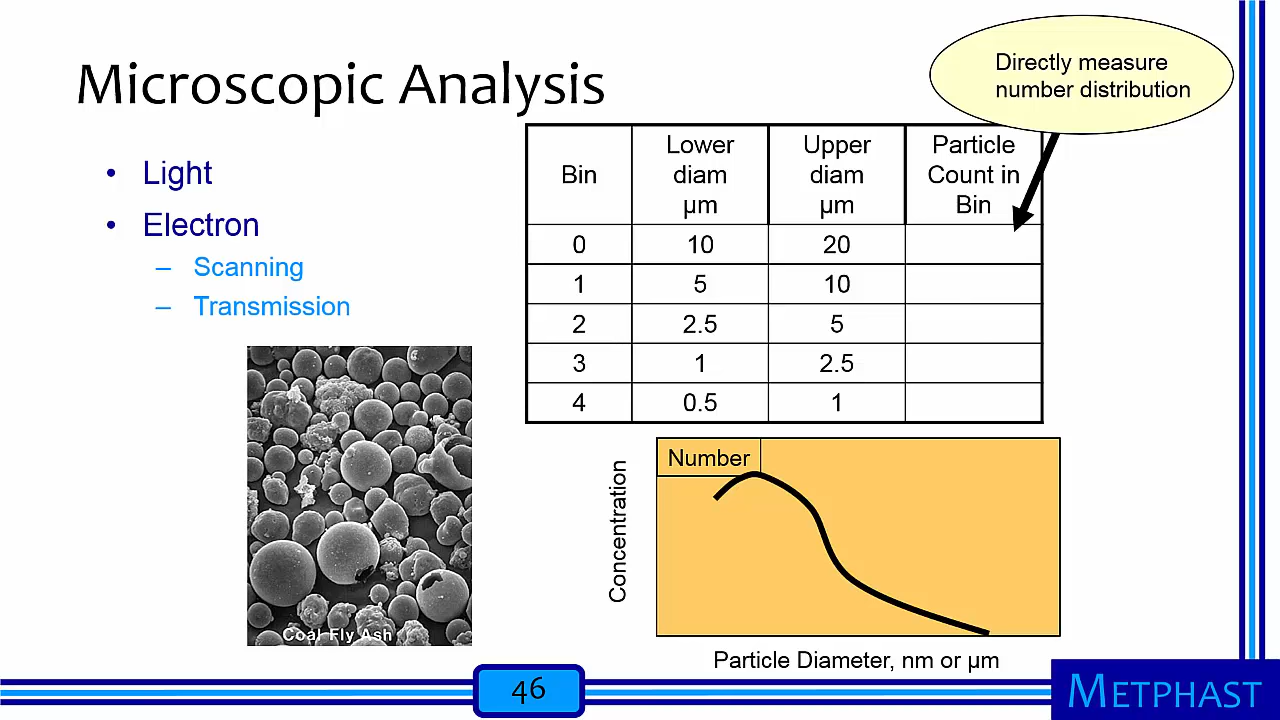 Microscopic Analysis
Directly measure
number distribution
• Light
• Electron
– Scanning
– Transmission
Bin Lower diam µm Upper diam µm Particle Count in Bin
0 10 20
1 5 10
2 2.5 5
3 1 2.5
4 0.5 1
Coal Fly Ash
Number
Concentration
Particle Diameter, nm or µm
46
METPHAST